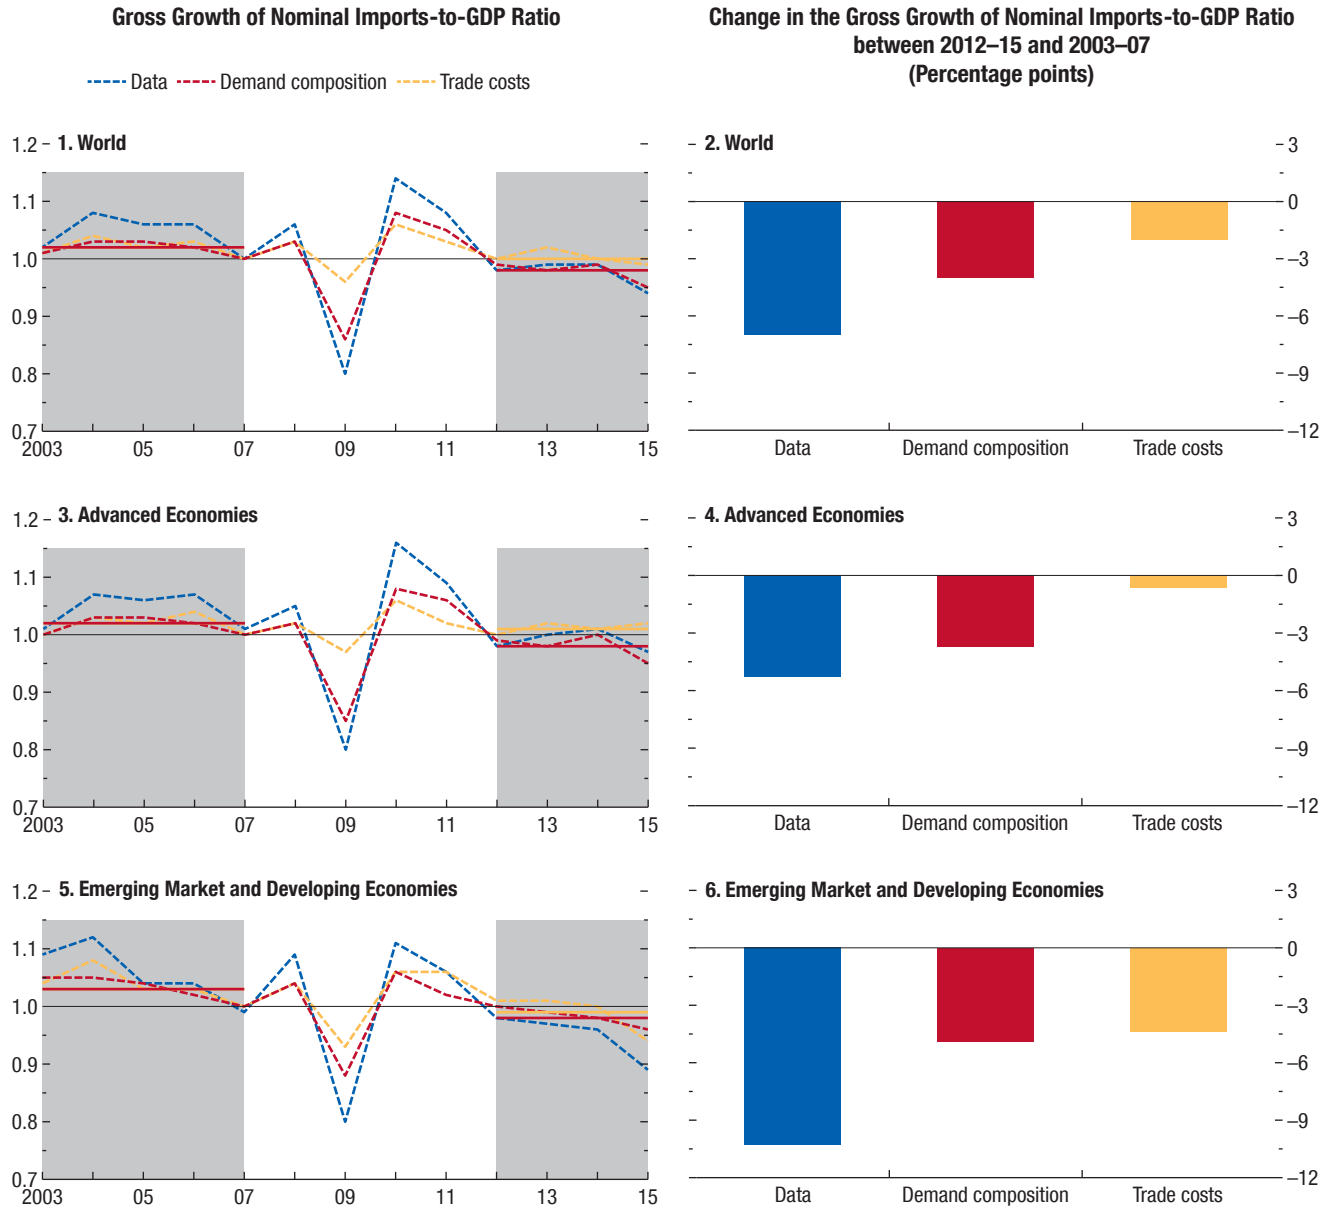 Gross Growth of Nominal Imports-to-GDP Ratio
Data Demand composition Trade costs
Change in the Gross Growth of Nominal Imports-to-GDP Ratio
between 2012–15 and 2003–07
(Percentage points)
1. World
1.2
1.1
1.0
0.9
0.8
0.7
2003 05 07 09 11 13 15
2. World
3
0
–3
–6
–9
–12
Data Demand composition Trade costs
3. Advanced Economies
1.2
1.1
1.0
0.9
0.8
0.7
2003 05 07 09 11 13 15
4. Advanced Economies
3
0
–3
–6
–9
–12
Data Demand composition Trade costs
5. Emerging Market and Developing Economies
1.2
1.1
1.0
0.9
0.8
0.7
2003 05 07 09 11 13 15
6. Emerging Market and Developing Economies
3
0
–3
–6
–9
–12
Data Demand composition Trade costs